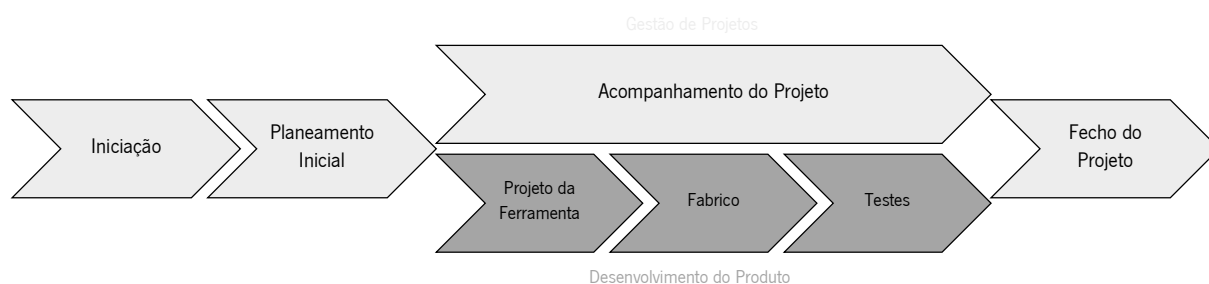 Gestão de Projetos
Acompanhamento do Projeto
Iniciação
Planeamento
Inicial
Fecho do
Projeto
Projeto da
Ferramenta
Fabrico
Testes
Desenvolvimento do Produto